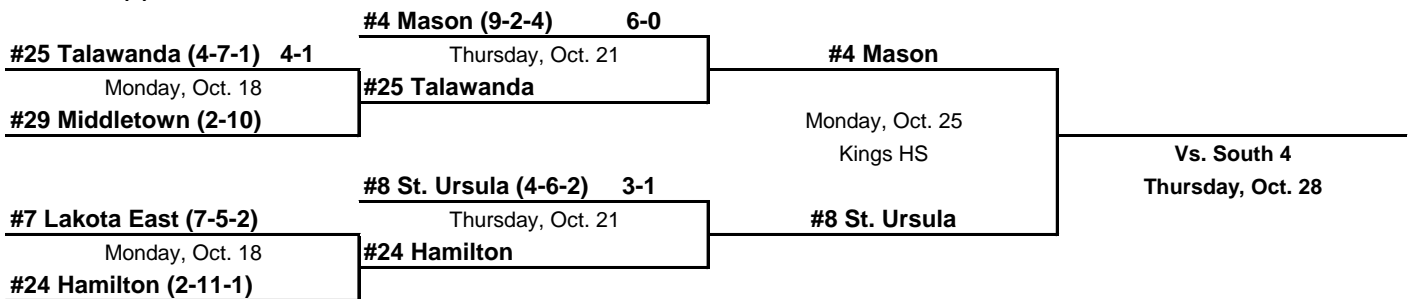 #4 Mason (9-2-4) 6-0
#25 Talawanda (4-7-1) 4-1
Thursday, Oct. 21
#4 Mason
Monday, Oct. 18
#25 Talawanda
#29 Middletown (2-10)
Monday, Oct. 25
Kings HS
Vs. South 4
#8 St. Ursula (4-6-2) 3-1
Thursday, Oct. 28
#7 Lakota East (7-5-2)
Thursday, Oct. 21
#8 St. Ursula
Monday, Oct. 18
#24 Hamilton
#24 Hamilton (2-11-1)